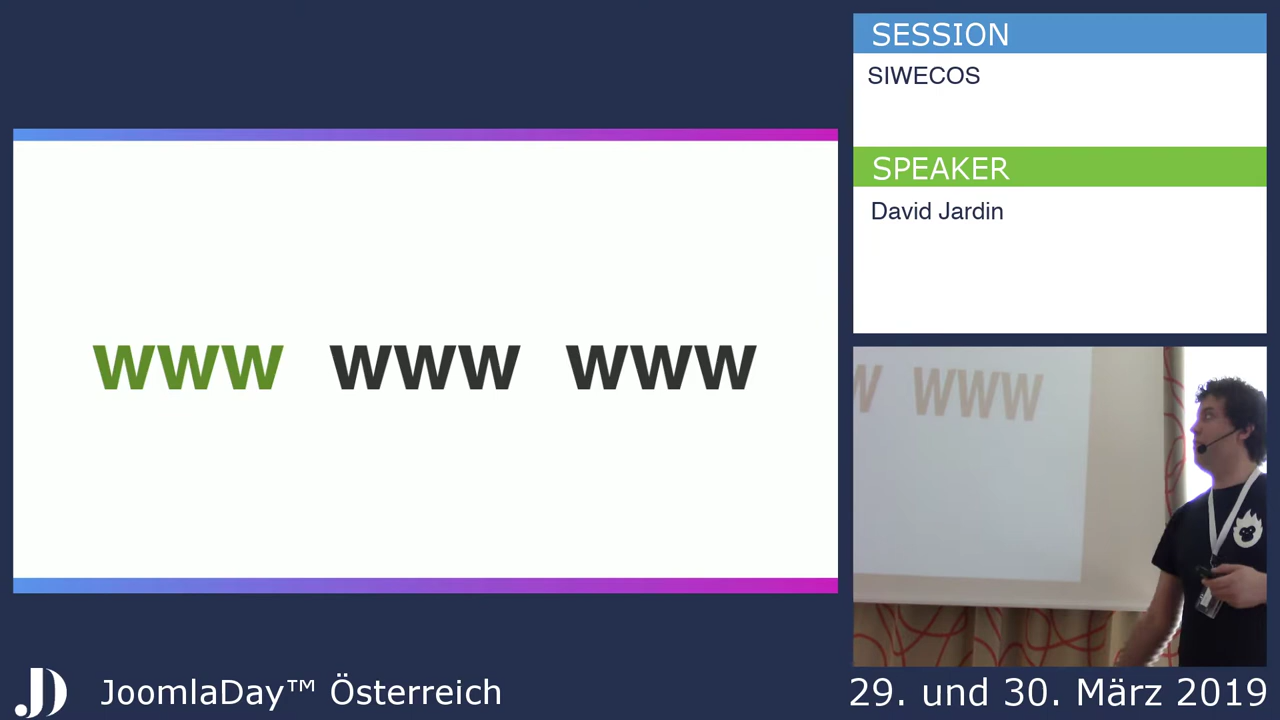 SESSION
SIWECOS
SPEAKER
David Jardin
WWW WWW WWW
W WWW
JoomlaDay™ Österreich
29. und 30. März 2019